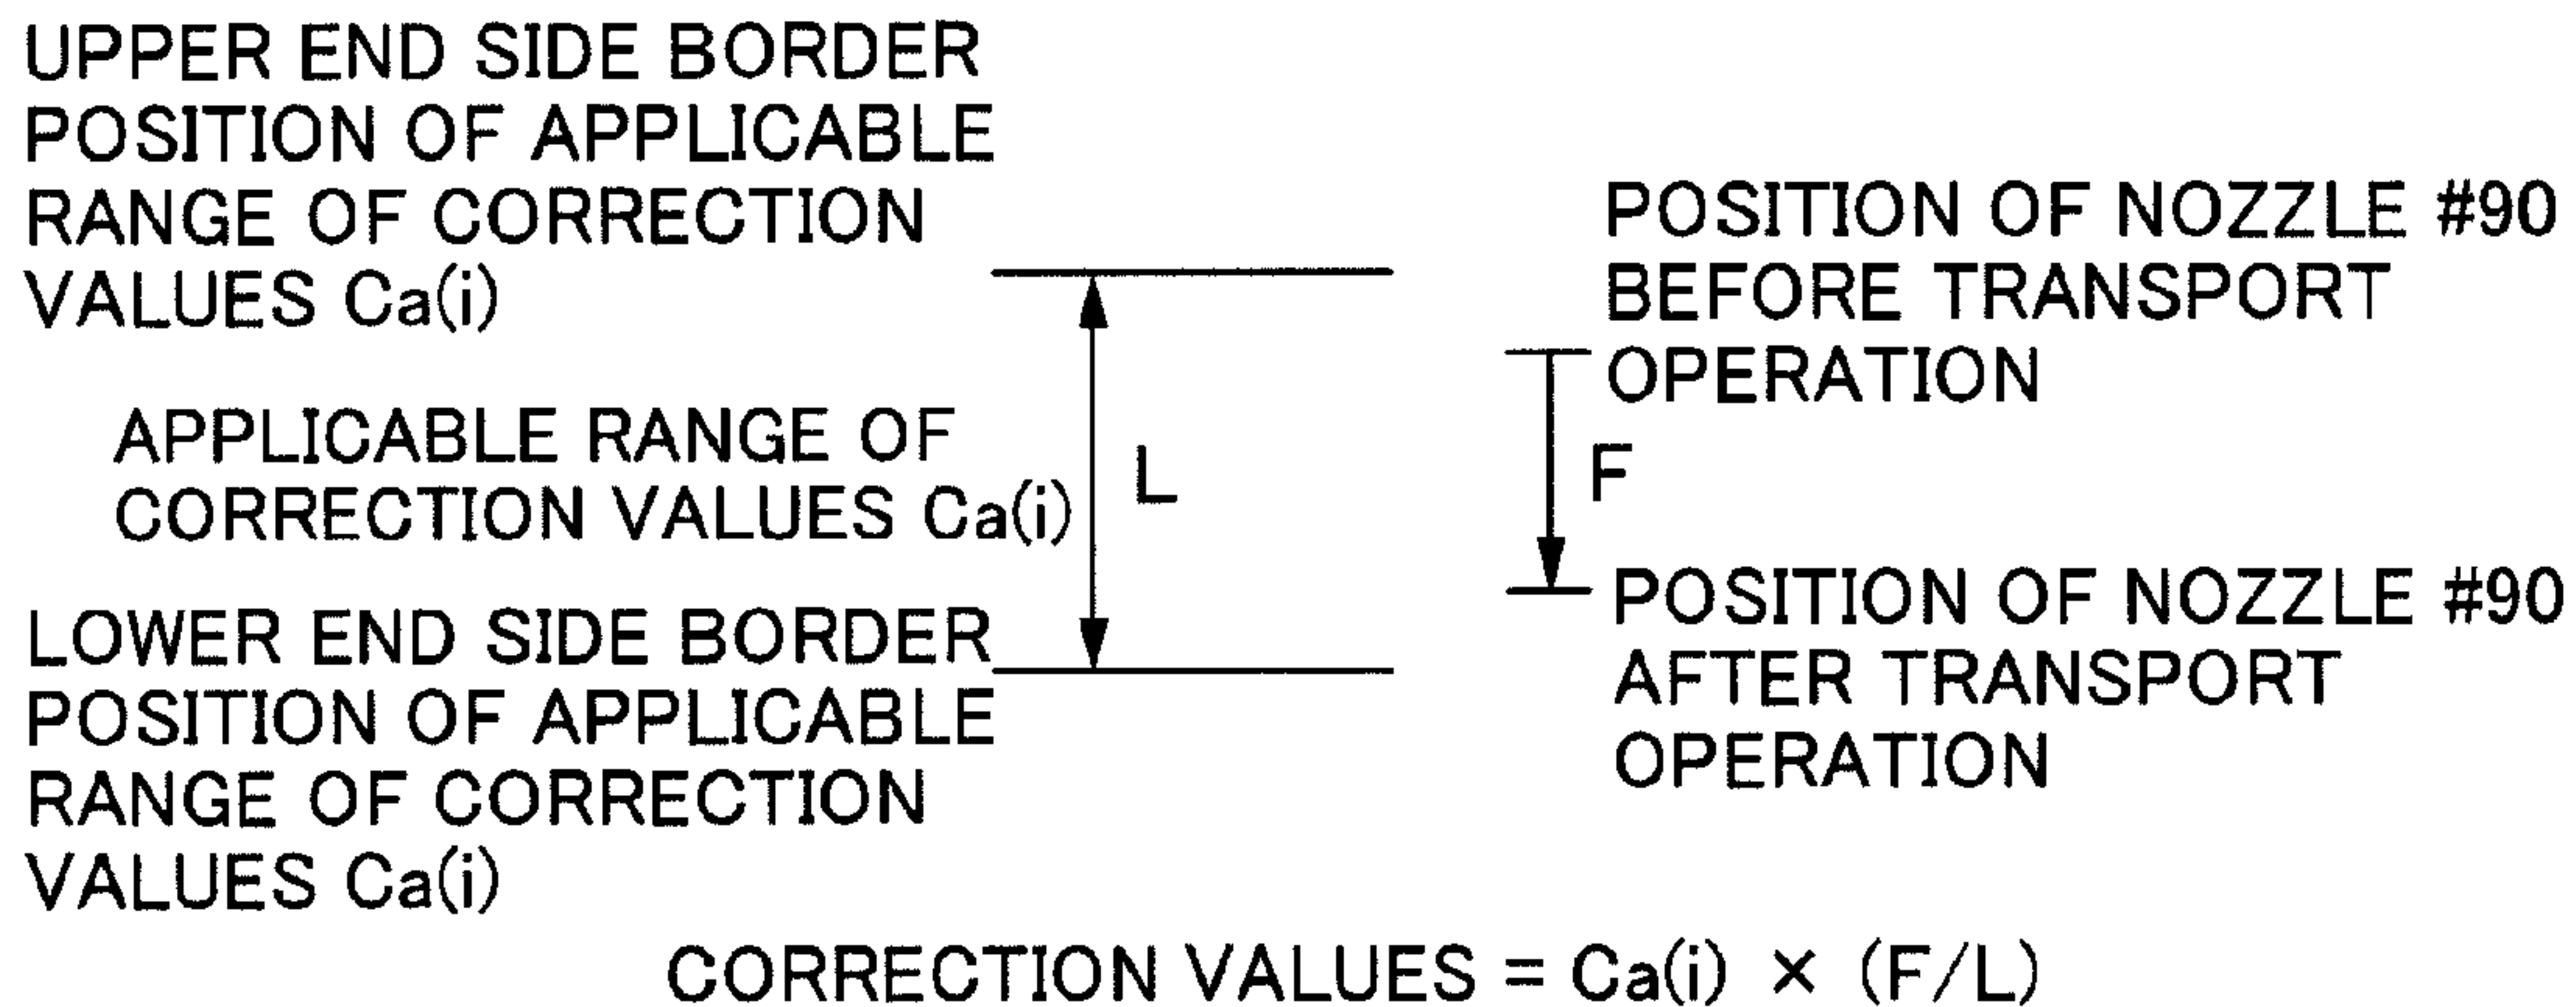 UPPER END SIDE BORDER
POSITION OF APPLICABLE
RANGE OF CORRECTION
VALUES Ca(i)
APPLICABLE RANGE OF
CORRECTION VALUES Ca(i)
L
LOWER END SIDE BORDER
POSITION OF APPLICABLE
RANGE OF CORRECTION
VALUES Ca(i)
POSITION OF NOZZLE #90
BEFORE TRANSPORT
OPERATION
F
POSITION OF NOZZLE #90
AFTER TRANSPORT
OPERATION
CORRECTION VALUES = Ca(i) × (F/L)